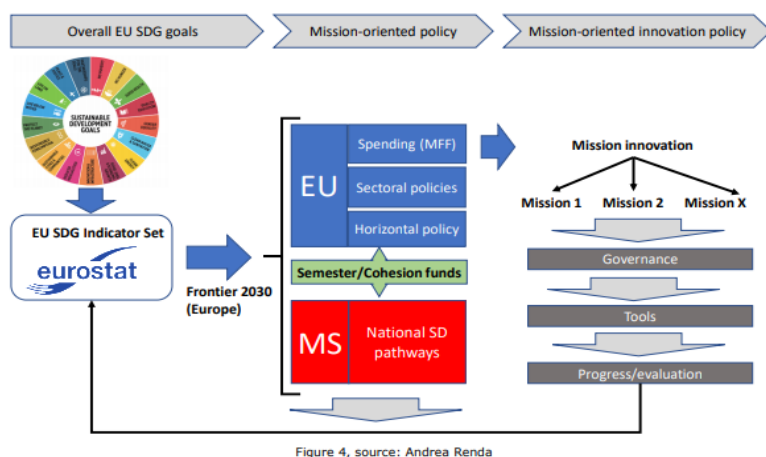 Overall EU SDG goals
Mission-oriented policy
Mission-oriented innovation policy
SUSTAINABLE
DEVELOPMENT
GOALS
EU SDG Indicator Set
eurostat
Frontier 2030
(Europe)
EU
Spending (MFF)
Sectoral policies
Horizontal policy
Semester/Cohesion funds
MS
National SD
pathways
Mission innovation
Mission 1
Mission 2
Mission X
Governance
Tools
Progress/evaluation
Figure 4, source: Andrea Renda